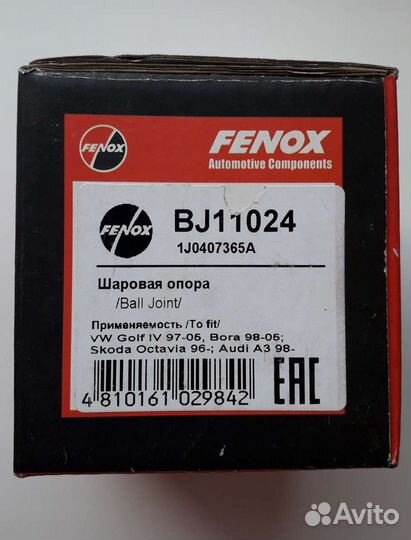 FENOX
FENOX
Automotive Components
FENOX
BJ11024
1J0407365A
Шаровая опора
/Ball Joint/
Применяемость /To fit/
VW Golf IV 97-05, Bora 98-05;
Skoda Octavia 96-; Audi A3 98-
4 810161 029842
EAC
Avito